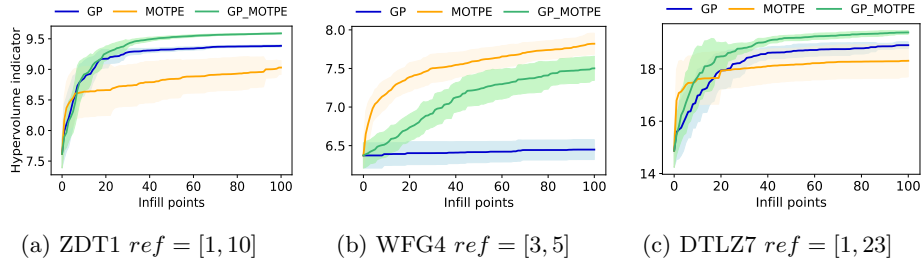 GP MOTPE GP_MOTPE GP MOTPE GP_MOTPE GP MOTPE GP_MOTPE
Hypervolume indicator
9.5
9.0
8.5
8.0
7.5
0 20 40 60 80 100
Infill points
8.0
7.5
7.0
6.5
0 20 40 60 80 100
Infill points
18
16
14
0 20 40 60 80 100
Infill points
(a) ZDT1 ref = [1, 10] (b) WFG4 ref = [3, 5] (c) DTLZ7 ref = [1, 23]